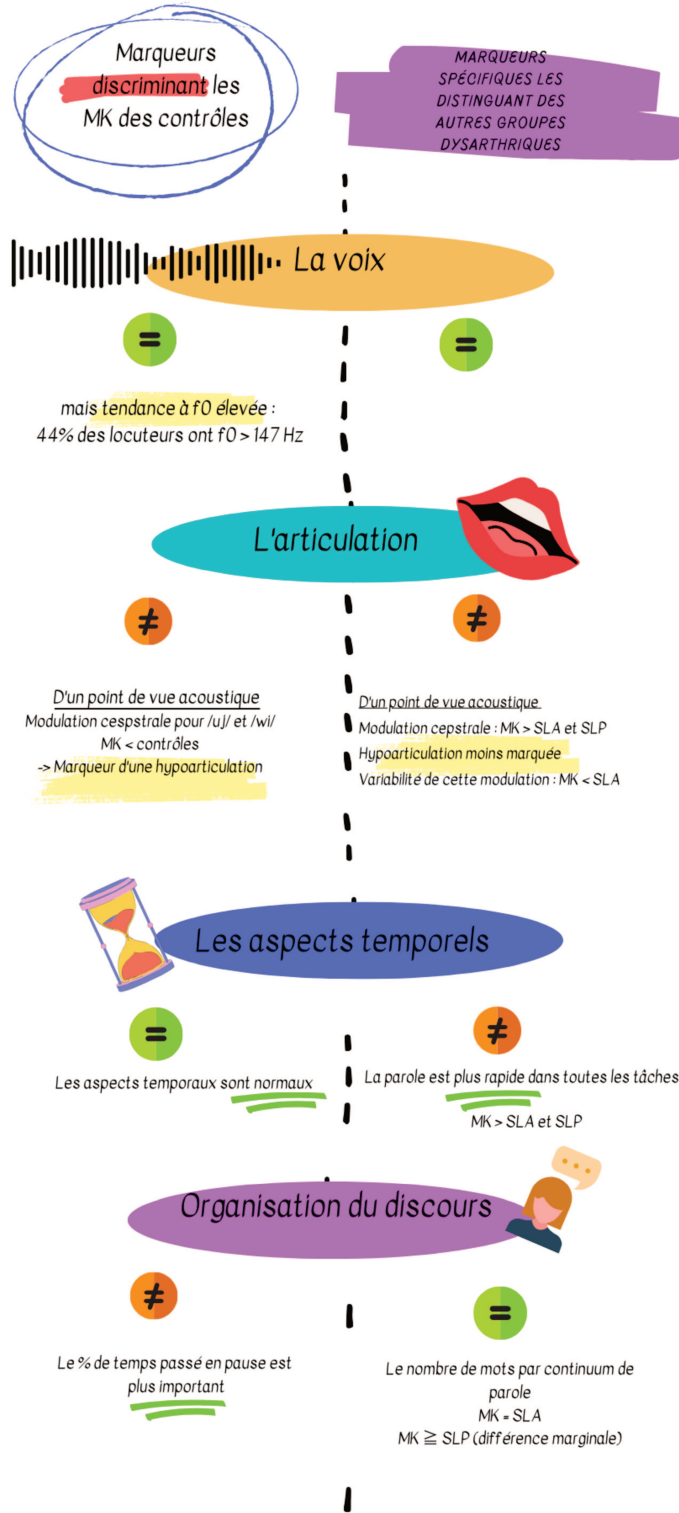 Marqueurs
discriminant les
MK des contrôles
MARQUEURS
SPÉCIFIQUES LES
DISTINGUANT DES
AUTRES GROUPES
DYSARTHRIQUES
La voix
=
=
mais tendance à f0 élevée :
44% des locuteurs ont f0 > 147 Hz
L'articulation
≠
≠
D'un point de vue acoustique
Modulation cespstrale pour /uj/ et /wi/
MK < contrôles
-> Marqueur d'une hypoarticulation
D'un point de vue acoustique
Modulation cepstrale : MK > SLA et SLP
Hypoarticulation moins marquée
Variabilité de cette modulation : MK < SLA
Les aspects temporels
=
≠
Les aspects temporaux sont normaux
La parole est plus rapide dans toutes les tâches
MK > SLA et SLP
Organisation du discours
≠
=
Le % de temps passé en pause est
plus important
Le nombre de mots par continuum de
parole
MK = SLA
MK ≧ SLP (différence marginale)